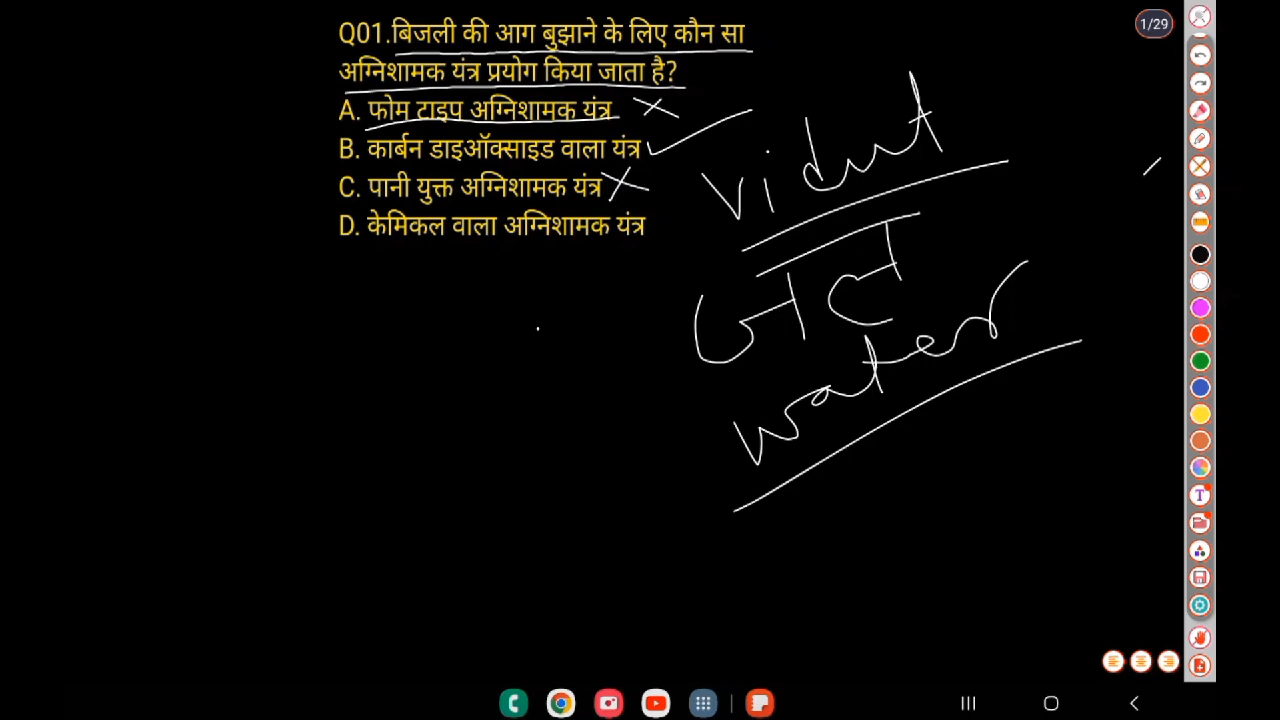 1/29
Q01.बिजली की आग बुझाने के लिए कौन सा
अग्निशामक यंत्र प्रयोग किया जाता है?
A. फोम टाइप अग्निशामक यंत्र
B. कार्बन डाइऑक्साइड वाला यंत्र
C. पानी युक्त अग्निशामक यंत्र
D. केमिकल वाला अग्निशामक यंत्र
vidut
जल
water
T